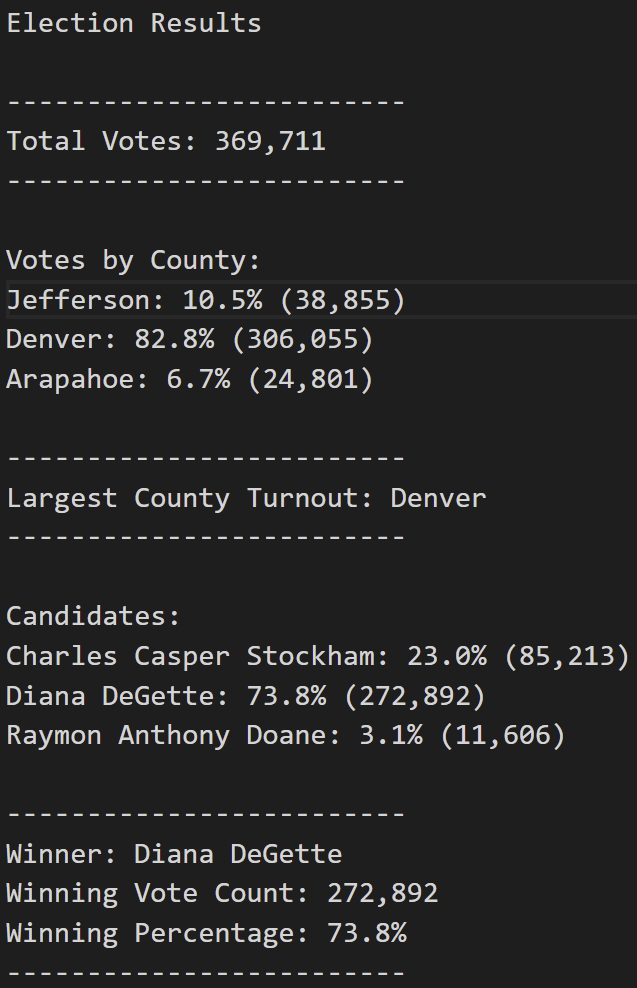 Election Results
-------------------------
Total Votes: 369,711
-------------------------
Votes by County:
Jefferson: 10.5% (38,855)
Denver: 82.8% (306,055)
Arapahoe: 6.7% (24,801)
-------------------------
Largest County Turnout: Denver
-------------------------
Candidates:
Charles Casper Stockham: 23.0% (85,213)
Diana DeGette: 73.8% (272,892)
Raymon Anthony Doane: 3.1% (11,606)
-------------------------
Winner: Diana DeGette
Winning Vote Count: 272,892
Winning Percentage: 73.8%
-------------------------